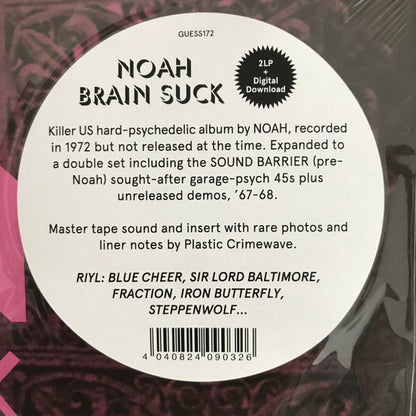 GUESS172
NOAH
BRAIN SUCK
2LP
+
Digital
Download
Killer US hard-psychedelic album by NOAH, recorded
in 1972 but not released at the time. Expanded to
a double set including the SOUND BARRIER (pre-
Noah) sought-after garage-psych 45s plus
unreleased demos, '67-68.
Master tape sound and insert with rare photos and
liner notes by Plastic Crimewave.
RIYL: BLUE CHEER, SIR LORD BALTIMORE,
FRACTION, IRON BUTTERFLY,
STEPPENWOLF...
4 040824 090326